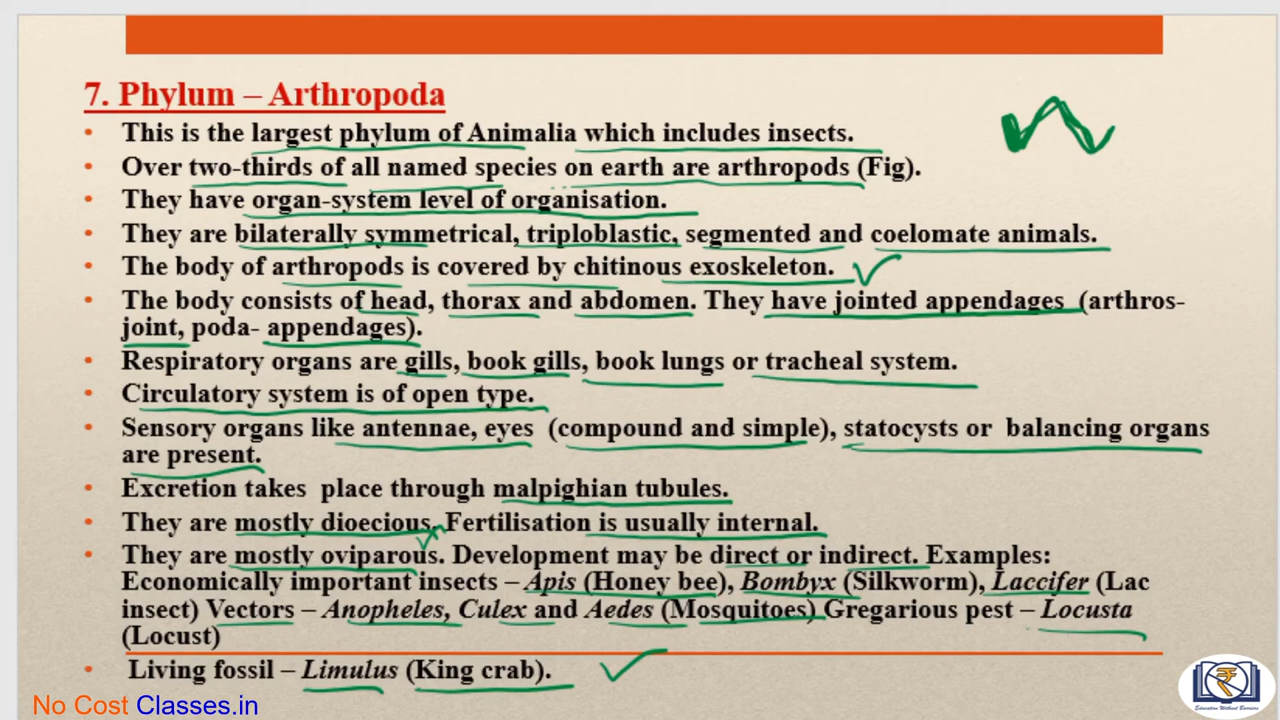 7. Phylum – Arthropoda
• This is the largest phylum of Animalia which includes insects.
• Over two-thirds of all named species on earth are arthropods (Fig).
• They have organ-system level of organisation.
• They are bilaterally symmetrical, triploblastic, segmented and coelomate animals.
• The body of arthropods is covered by chitinous exoskeleton.
• The body consists of head, thorax and abdomen. They have jointed appendages (arthros-
joint, poda- appendages).
• Respiratory organs are gills, book gills, book lungs or tracheal system.
• Circulatory system is of open type.
• Sensory organs like antennae, eyes (compound and simple), statocysts or balancing organs
are present.
• Excretion takes place through malpighian tubules.
• They are mostly dioecious. Fertilisation is usually internal.
• They are mostly oviparous. Development may be direct or indirect. Examples:
Economically important insects – Apis (Honey bee), Bombyx (Silkworm), Laccifer (Lac
insect) Vectors – Anopheles, Culex and Aedes (Mosquitoes) Gregarious pest – Locusta
(Locust)
• Living fossil – Limulus (King crab).
No Cost Classes.in
Education Without Barriers